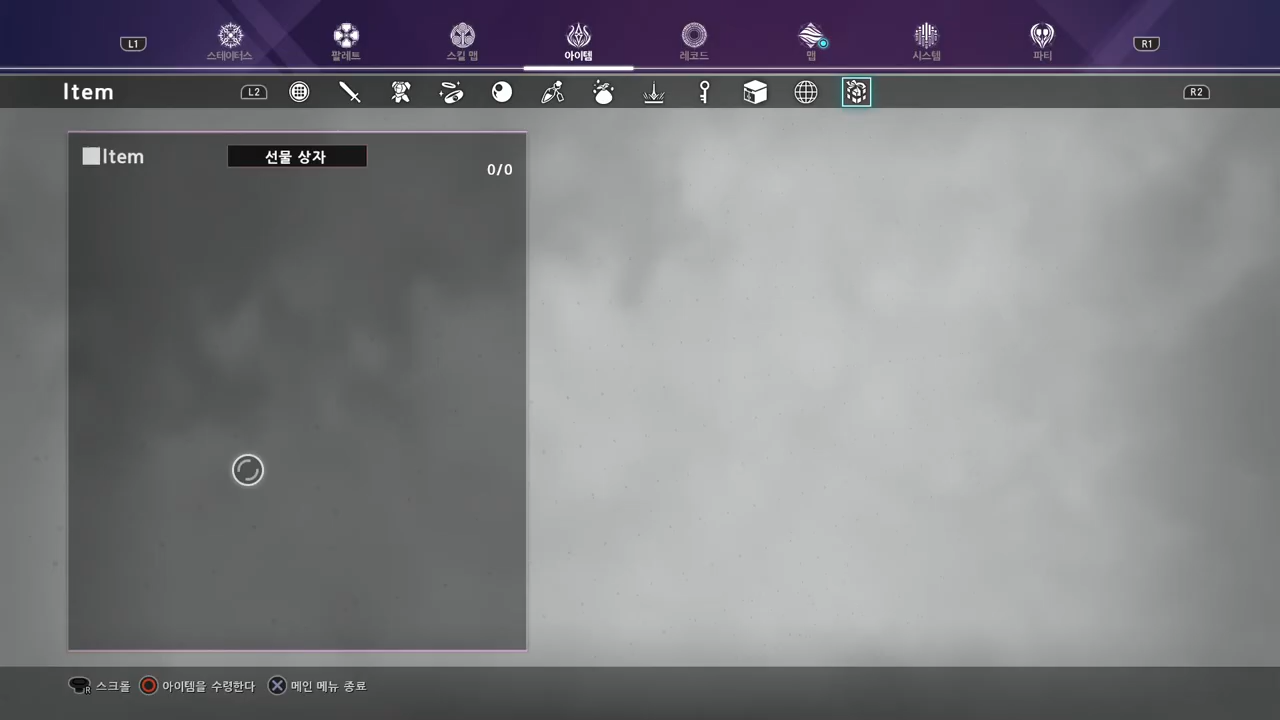 L1
스테이터스
팔레트
스킬 맵
아이템
레코드
맵
시스템
파티
R1
Item
L2
R2
Item
선물 상자
0/0
R 스크롤
아이템을 수령한다
메인 메뉴 종료